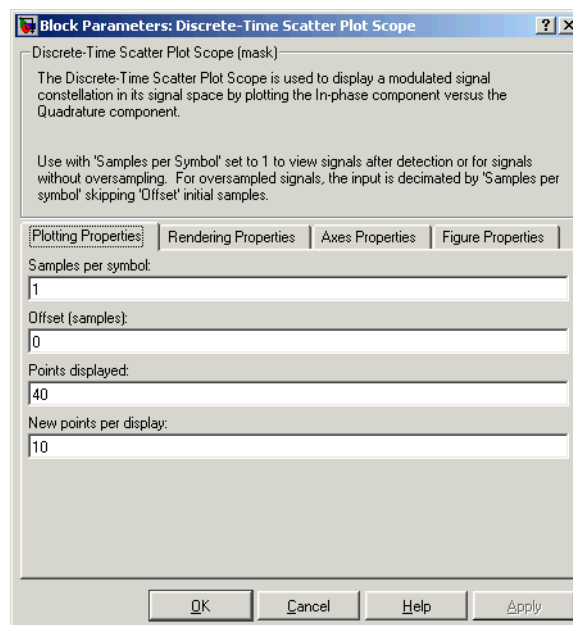 Block Parameters: Discrete-Time Scatter Plot Scope
Discrete-Time Scatter Plot Scope (mask)
The Discrete-Time Scatter Plot Scope is used to display a modulated signal
constellation in its signal space by plotting the In-phase component versus the
Quadrature component.
Use with 'Samples per Symbol' set to 1 to view signals after detection or for signals
without oversampling. For oversampled signals, the input is decimated by 'Samples per
symbol' skipping 'Offset' initial samples.
Plotting Properties Rendering Properties Axes Properties Figure Properties
Samples per symbol:
1
Offset (samples):
0
Points displayed:
40
New points per display:
10
OK Cancel Help Apply